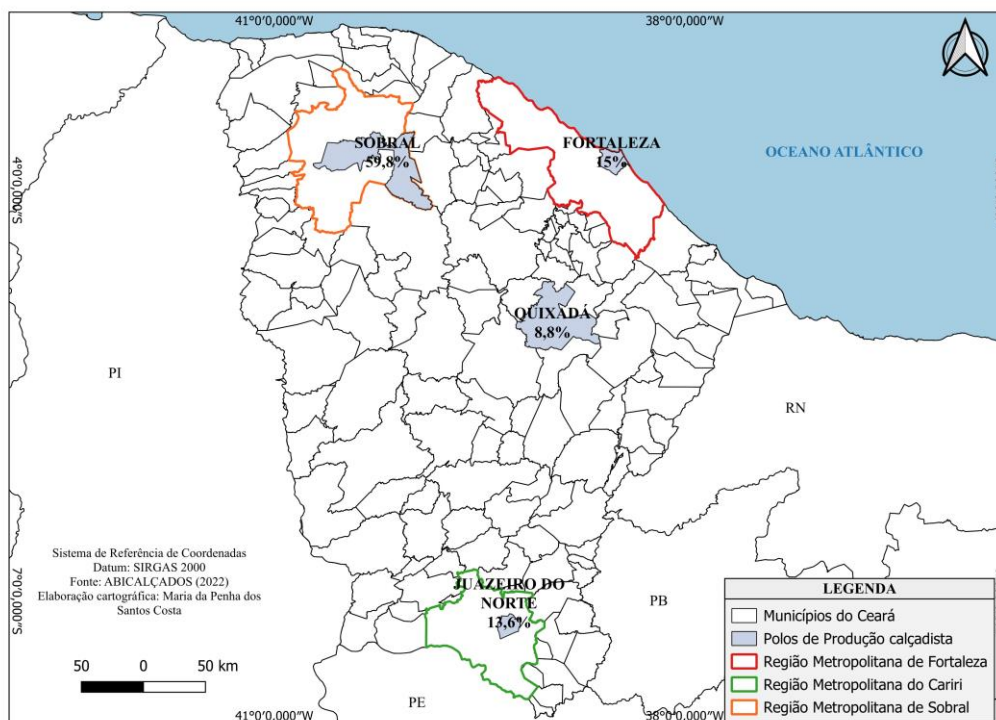 41°0'0,000"W
38°0'0,000"W
4°0'0,000"S
SOBRAL
59,8%
FORTALEZA
15%
OCEANO ATLÂNTICO
QUIXADÁ
8,8%
PI
RN
Sistema de Referência de Coordenadas
Datum: SIRGAS 2000
Fonte: ABICALÇADOS (2022)
Elaboração cartográfica: Maria da Penha dos
Santos Costa
7°0'0,000"S
JUAZEIRO DO
NORTE
13,6%
PB
PE
50 0 50 km
LEGENDA
Municípios do Ceará
Polos de Produção calçadista
Região Metropolitana de Fortaleza
Região Metropolitana do Cariri
Região Metropolitana de Sobral
41°0'0,000"W
38°0'0,000"W